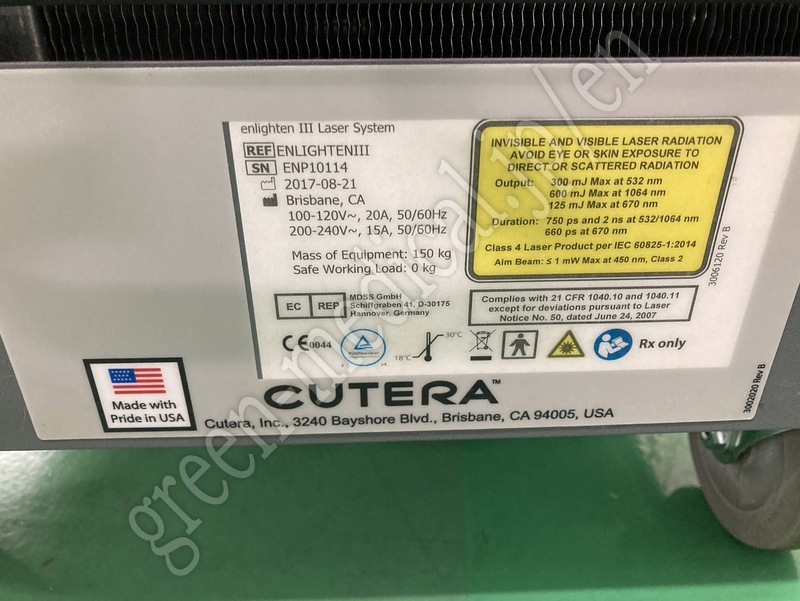 enlighten III Laser System
REF ENLIGHTENIII
SN ENP10114
2017-08-21
Brisbane, CA
100-120V~, 20A, 50/60Hz
200-240V~, 15A, 50/60Hz
Mass of Equipment: 150 kg
Safe Working Load: 0 kg
INVISIBLE AND VISIBLE LASER RADIATION
AVOID EYE OR SKIN EXPOSURE TO
DIRECT OR SCATTERED RADIATION
Output: 300 mJ Max at 532 nm
600 mJ Max at 1064 nm
125 mJ Max at 670 nm
Duration: 750 ps and 2 ns at 532/1064 nm
660 ps at 670 nm
Class 4 Laser Product per IEC 60825-1:2014
Aim Beam: ≤ 1 mW Max at 450 nm, Class 2
3006120 Rev B
EC REP
MDSS GmbH
Schiffgraben 41, D-30175
Hannover, Germany
Complies with 21 CFR 1040.10 and 1040.11
except for deviations pursuant to Laser
Notice No. 50, dated June 24, 2007
CE 0044
18°C
30°C
Rx only
Made with
Pride in USA
CUTERA™
Cutera, Inc., 3240 Bayshore Blvd., Brisbane, CA 94005, USA
3002020 Rev B
green-medical.jp/en